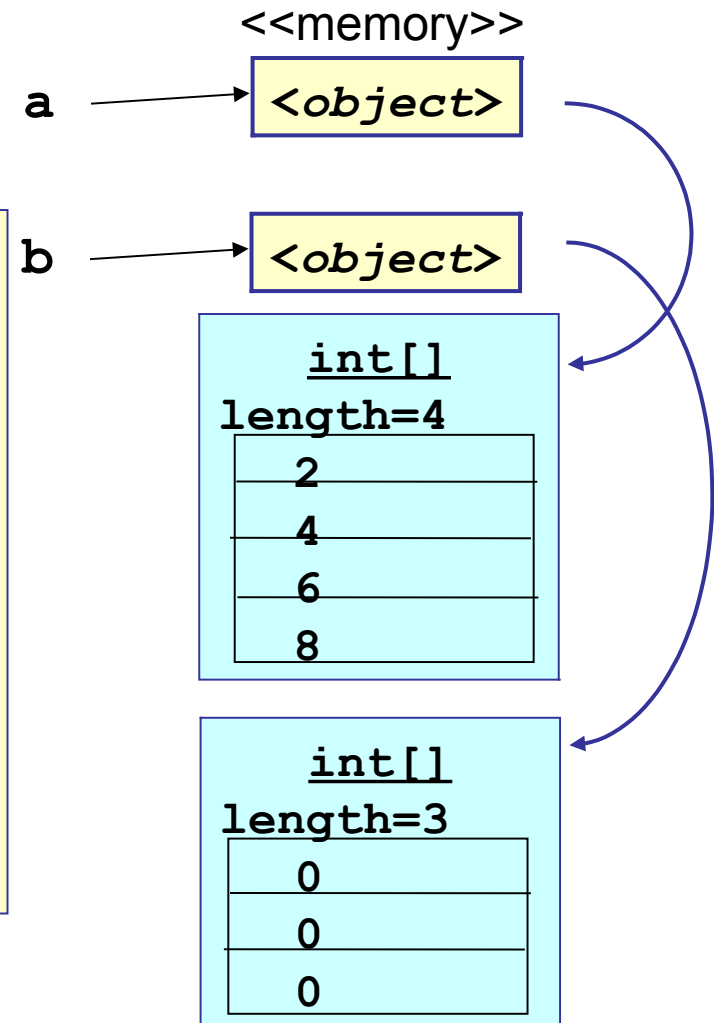 <<memory>>
a
<object>
b
<object>
int[]
length=4
2
4
6
8
int[]
length=3
0
0
0